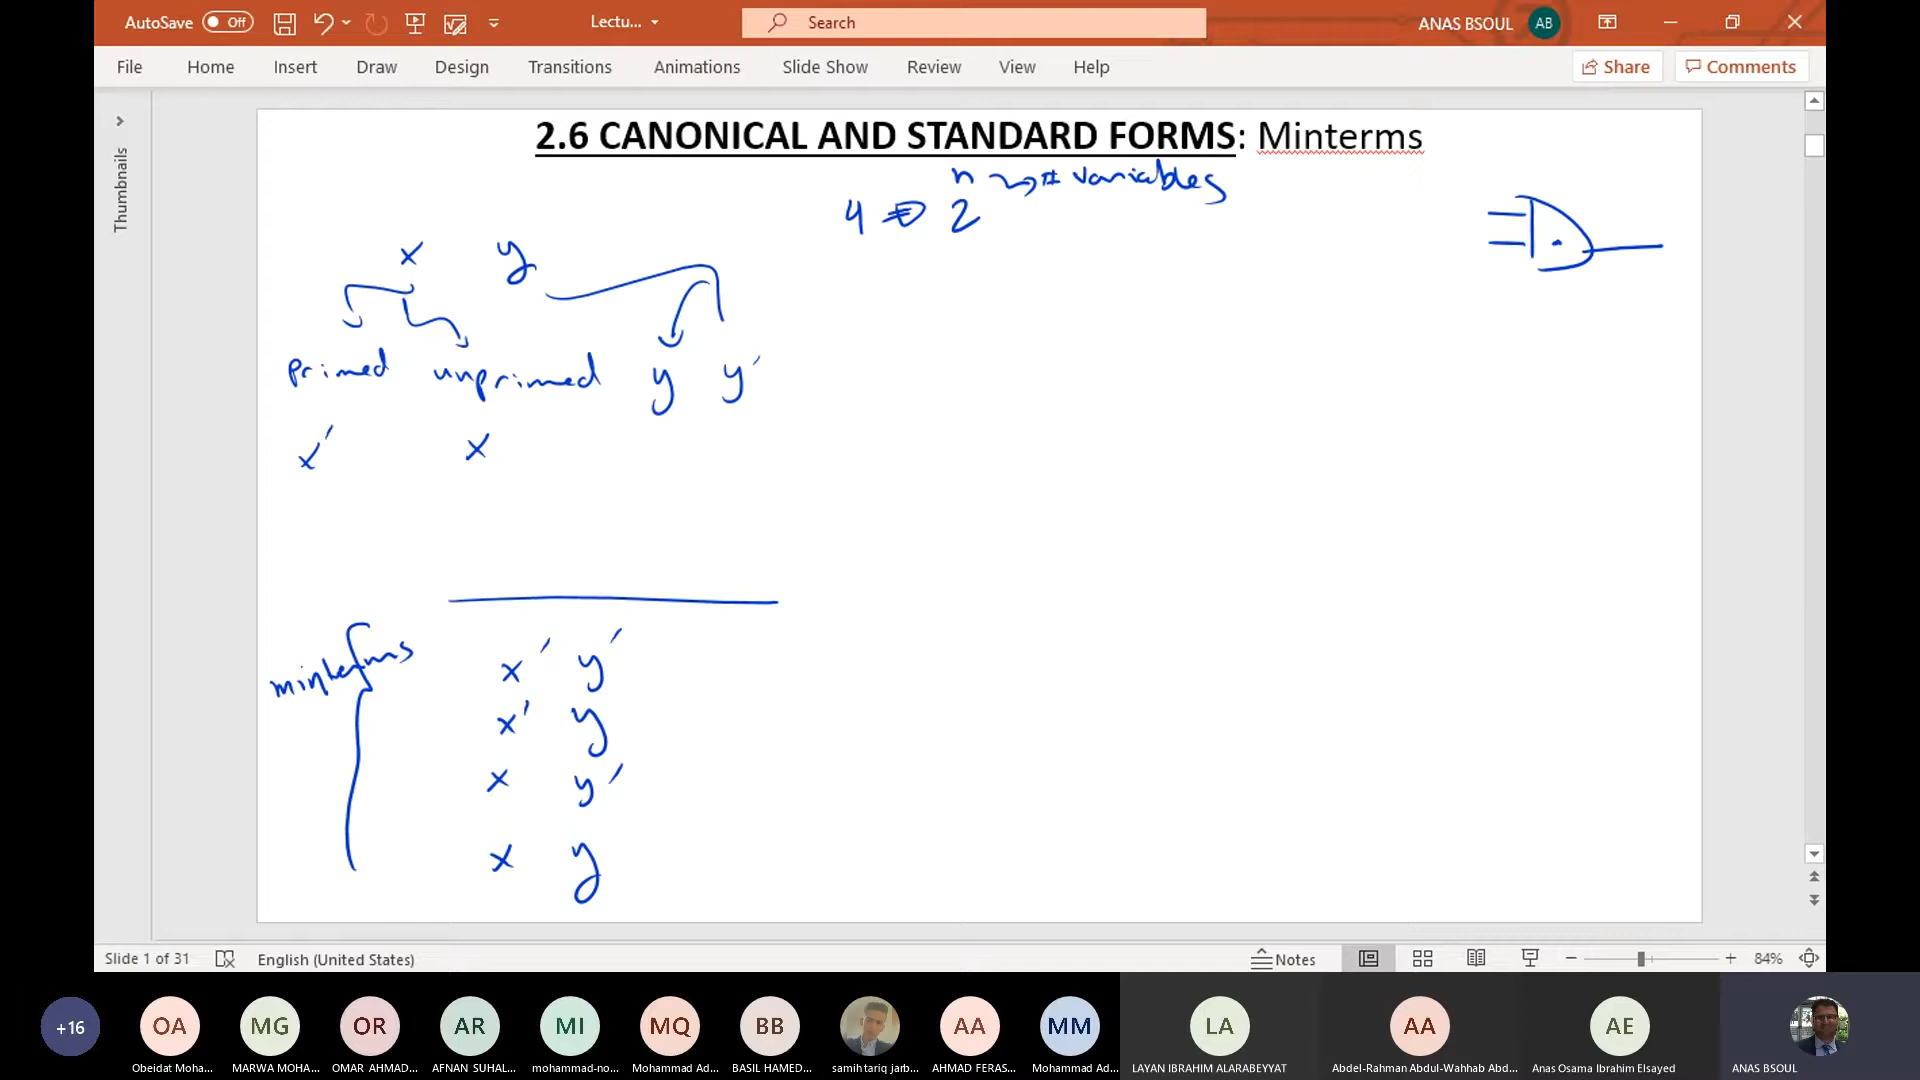 AutoSave Off Lectu... Search ANAS BSOUL AB
File Home Insert Draw Design Transitions Animations Slide Show Review View Help Share Comments
Thumbnails
2.6 CANONICAL AND STANDARD FORMS: Minterms
n # variables
4 2
x y
primed unprimed y y'
x' x
minterms
x' y'
x' y
x y'
x y
Slide 1 of 31 English (United States) Notes 84%
+16 OA MG OR AR MI MQ BB AA MM LA AA AE
Obeidat Moha... MARWA MOHA... OMAR AHMAD... AFNAN SUHAL... mohammad-no... Mohammad Ad... BASIL HAMED... samih tariq jarb... AHMAD FERAS... Mohammad Ad... LAYAN IBRAHIM ALARABEYYAT Abdel-Rahman Abdul-Wahhab Abd... Anas Osama Ibrahim Elsayed ANAS BSOUL